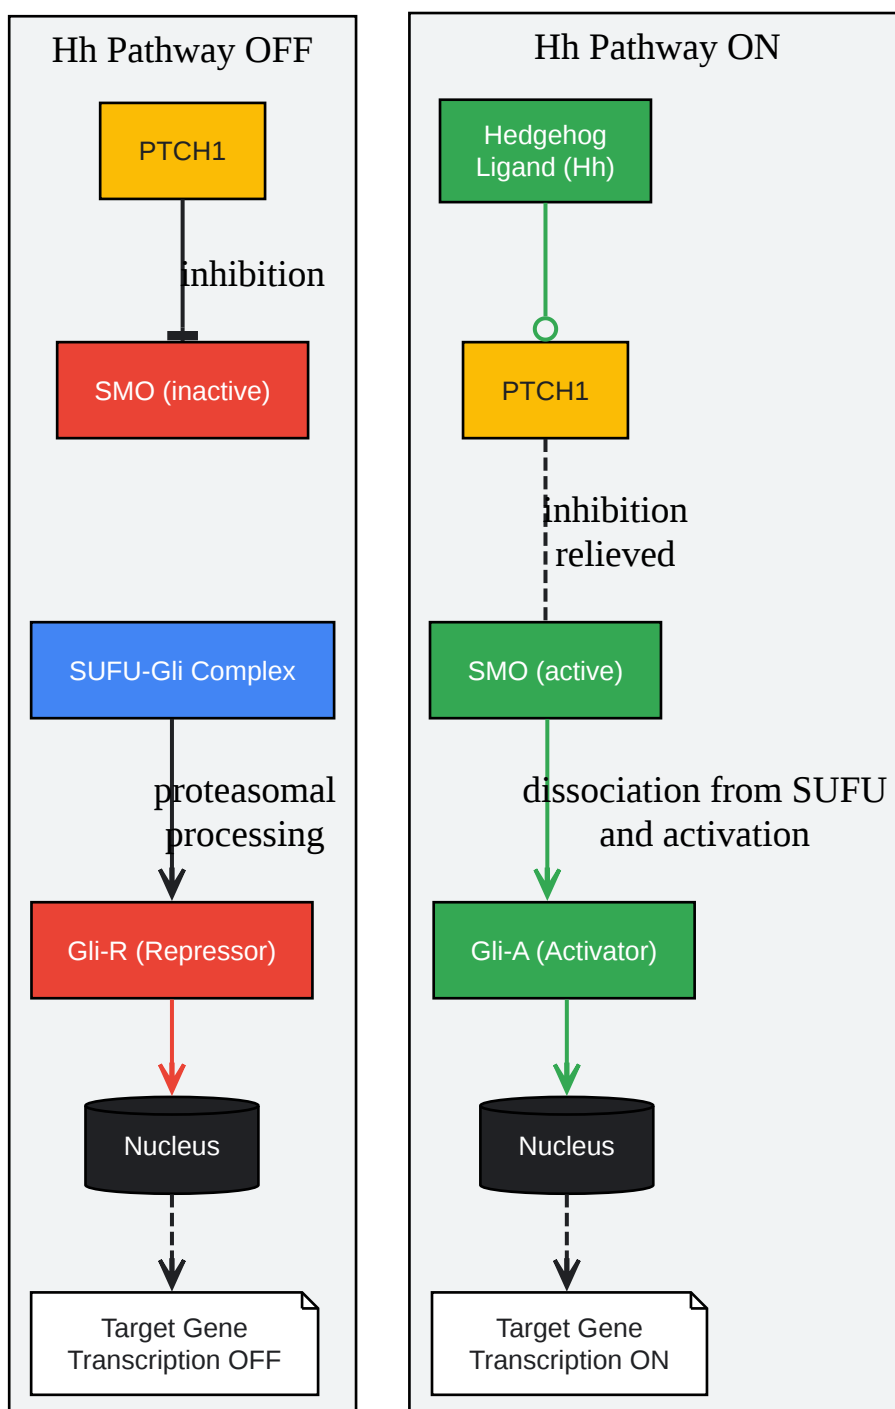 Hh Pathway OFF
PTCH1
inhibition
SMO (inactive)
SUFU-Gli Complex
proteasomal
processing
Gli-R (Repressor)
Nucleus
Target Gene
Transcription OFF
Hh Pathway ON
Hedgehog
Ligand (Hh)
PTCH1
inhibition
relieved
SMO (active)
dissociation from SUFU
and activation
Gli-A (Activator)
Nucleus
Target Gene
Transcription ON